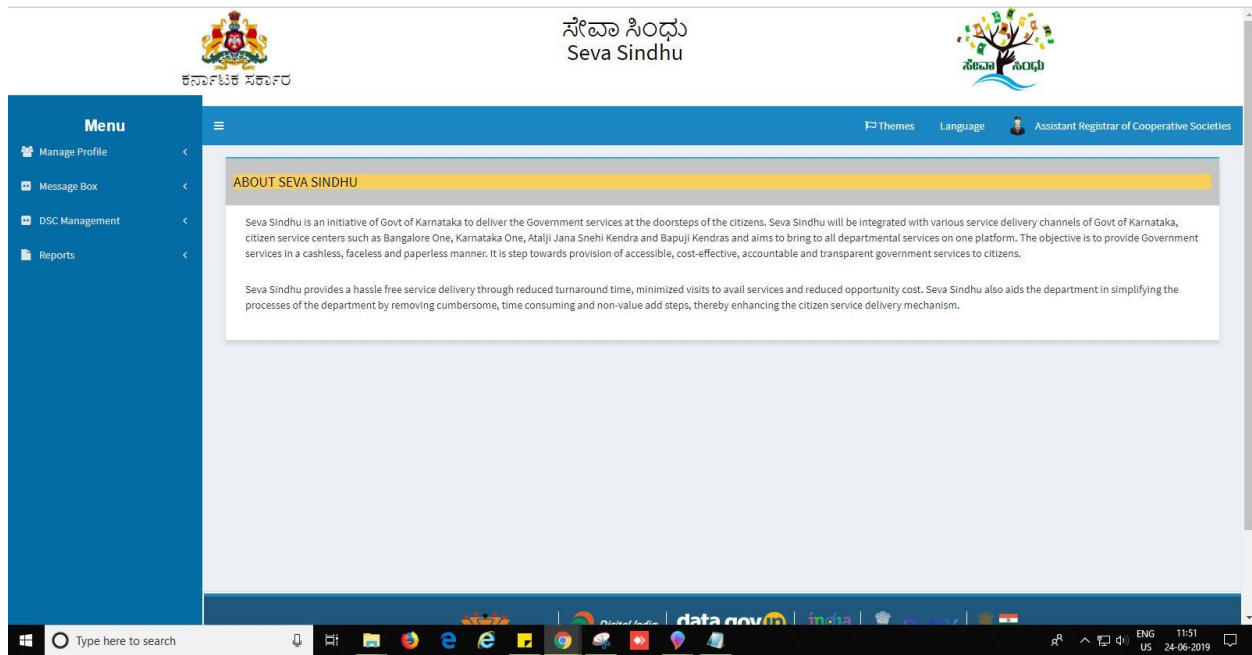 ಕರ್ನಾಟಕ ಸರ್ಕಾರ
ಸೇವಾ ಸಿಂಧು
Seva Sindhu
ಸೇವಾ ಸಿಂಧು
Menu
Manage Profile
Message Box
DSC Management
Reports
Themes Language Assistant Registrar of Cooperative Societies
ABOUT SEVA SINDHU
Seva Sindhu is an initiative of Govt of Karnataka to deliver the Government services at the doorsteps of the citizens. Seva Sindhu will be integrated with various service delivery channels of Govt of Karnataka,
citizen service centers such as Bangalore One, Karnataka One, Atalji Jana Snehi Kendra and Bapuji Kendras and aims to bring to all departmental services on one platform. The objective is to provide Government
services in a cashless, faceless and paperless manner. It is step towards provision of accessible, cost-effective, accountable and transparent government services to citizens.
Seva Sindhu provides a hassle free service delivery through reduced turnaround time, minimized visits to avail services and reduced opportunity cost. Seva Sindhu also aids the department in simplifying the
processes of the department by removing cumbersome, time consuming and non-value add steps, thereby enhancing the citizen service delivery mechanism.
Digital India data.gov.in india
Type here to search
ENG 11:51
US 24-06-2019